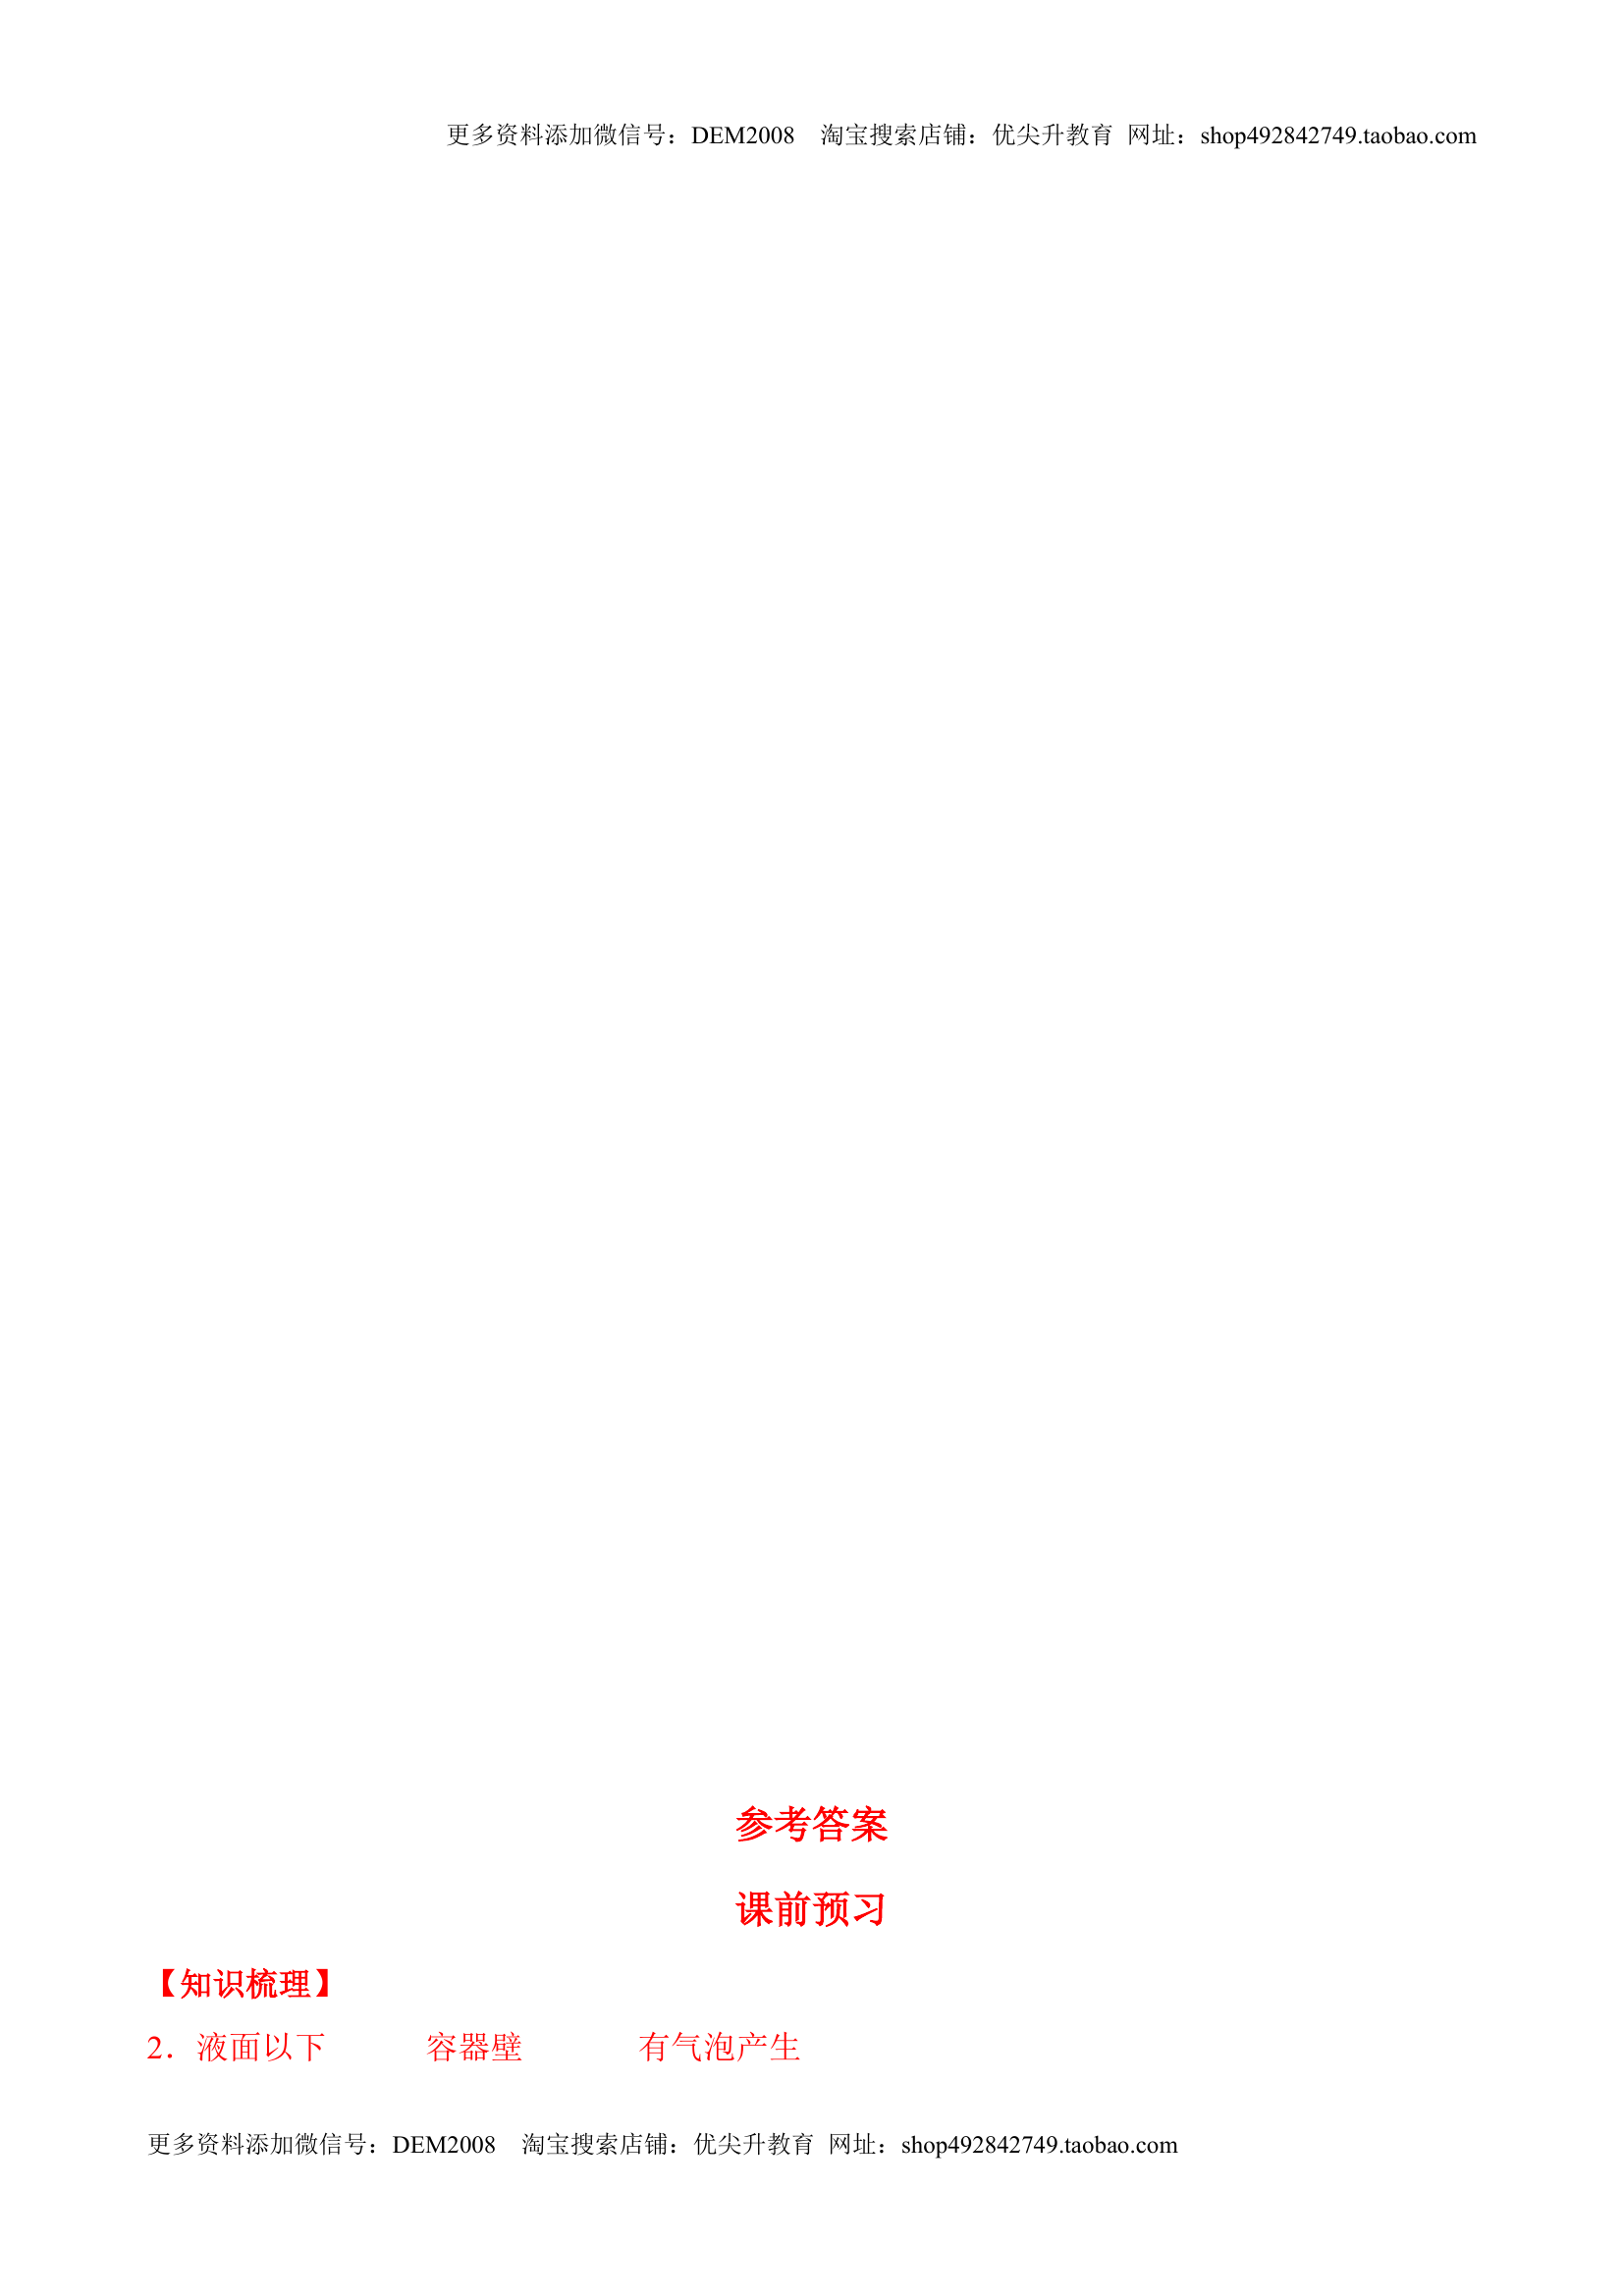 更多资料添加微信号：DEM2008 淘宝搜索店铺：优尖升教育 网址：shop492842749.taobao.com
参考答案
课前预习
【知识梳理】
2．液面以下 容器壁 有气泡产生
更多资料添加微信号：DEM2008 淘宝搜索店铺：优尖升教育 网址：shop492842749.taobao.com